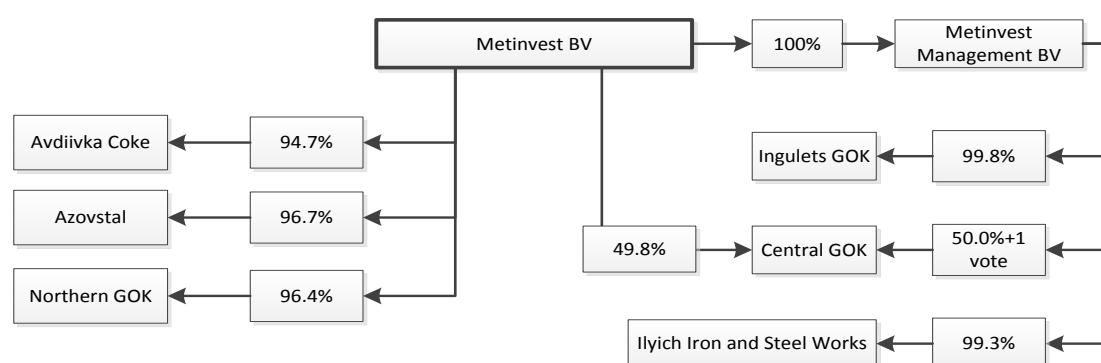 Metinvest BV
100%
Metinvest
Management BV
Avdiivka Coke
94.7%
Ingulets GOK
99.8%
Azovstal
96.7%
49.8%
Central GOK
50.0%+1
vote
Northern GOK
96.4%
Ilyich Iron and Steel Works
99.3%